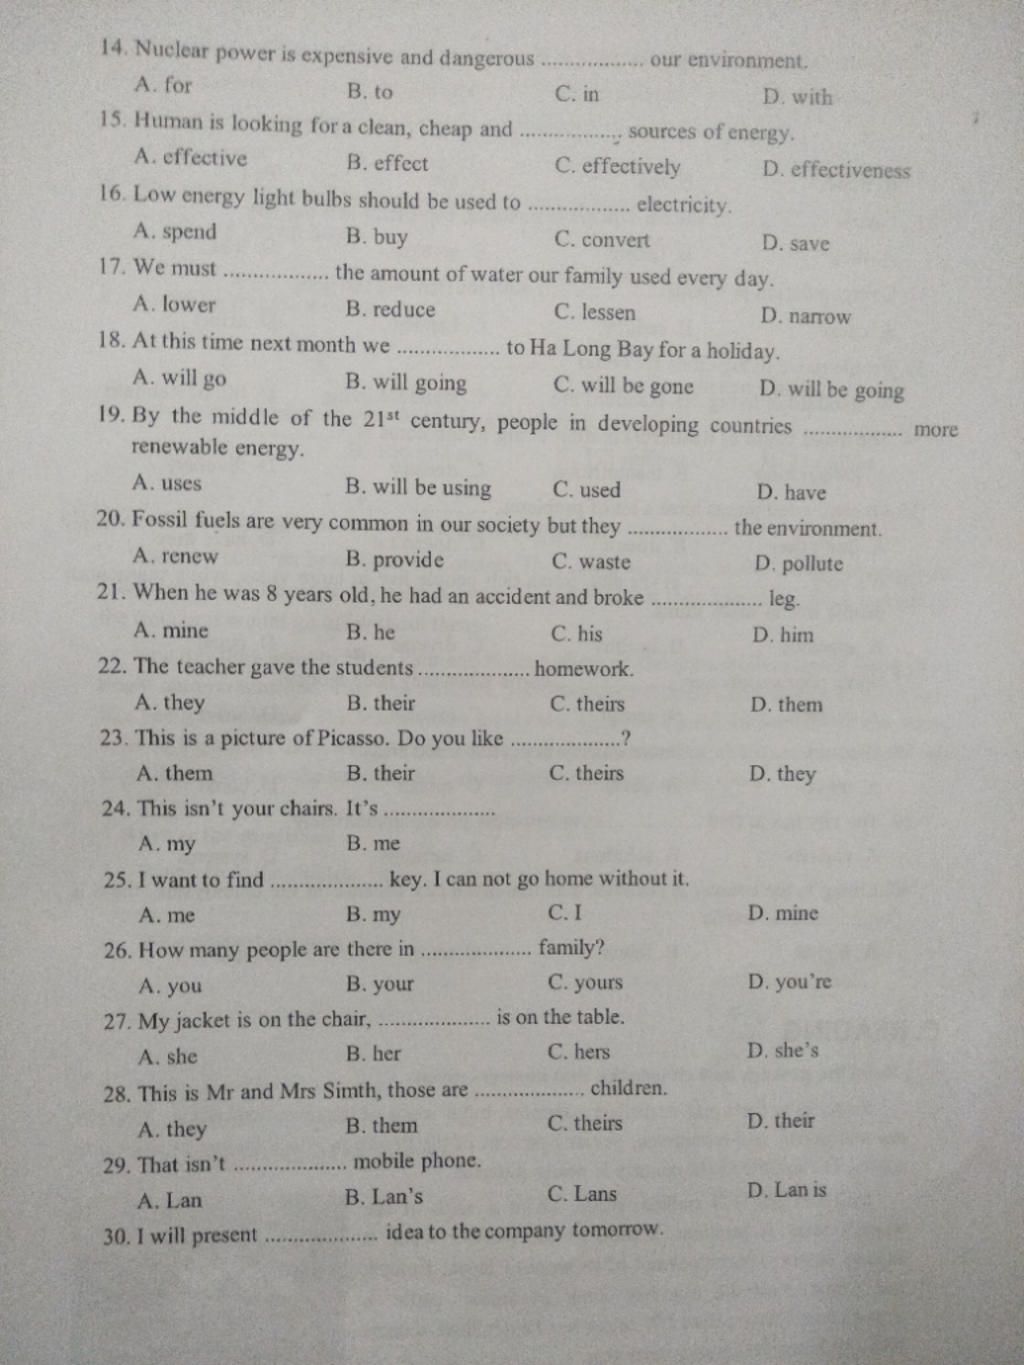 14. Nuclear power is expensive and dangerous .................. our environment.
A. for B. to C. in D. with
15. Human is looking for a clean, cheap and .................. sources of energy.
A. effective B. effect C. effectively D. effectiveness
16. Low energy light bulbs should be used to .................. electricity.
A. spend B. buy C. convert D. save
17. We must .................. the amount of water our family used every day.
A. lower B. reduce C. lessen D. narrow
18. At this time next month we .................. to Ha Long Bay for a holiday.
A. will go B. will going C. will be gone D. will be going
19. By the middle of the 21st century, people in developing countries .................. more
renewable energy.
A. uses B. will be using C. used D. have
20. Fossil fuels are very common in our society but they .................. the environment.
A. renew B. provide C. waste D. pollute
21. When he was 8 years old, he had an accident and broke .................... leg.
A. mine B. he C. his D. him
22. The teacher gave the students .................... homework.
A. they B. their C. theirs D. them
23. This is a picture of Picasso. Do you like ....................?
A. them B. their C. theirs D. they
24. This isn't your chairs. It's ....................
A. my B. me
25. I want to find .................... key. I can not go home without it.
A. me B. my C. I D. mine
26. How many people are there in .................... family?
A. you B. your C. yours D. you're
27. My jacket is on the chair, .................... is on the table.
A. she B. her C. hers D. she's
28. This is Mr and Mrs Simth, those are .................... children.
A. they B. them C. theirs D. their
29. That isn't .................... mobile phone.
A. Lan B. Lan's C. Lans D. Lan is
30. I will present .................... idea to the company tomorrow.